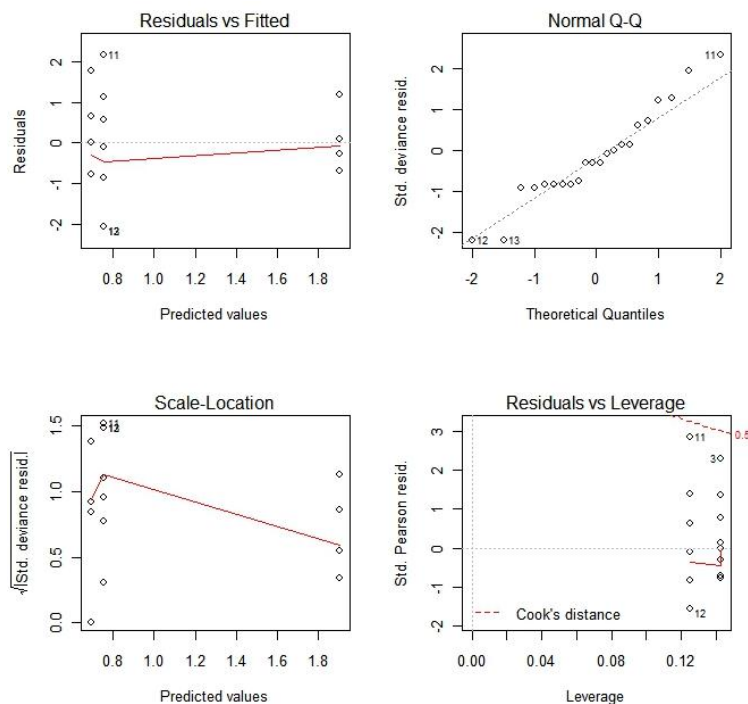 Residuals vs Fitted
Residuals
2
1
0
-1
-2
11
12
0.8 1.0 1.2 1.4 1.6 1.8
Predicted values
Normal Q-Q
Std. deviance resid.
2
1
0
-1
-2
11
12
13
-2 -1 0 1 2
Theoretical Quantiles
Scale-Location
√|Std. deviance resid.|
1.5
1.0
0.5
0.0
11
12
0.8 1.0 1.2 1.4 1.6 1.8
Predicted values
Residuals vs Leverage
Std. Pearson resid.
3
2
1
0
-1
-2
0.5
11
3
12
Cook's distance
0.00 0.04 0.08 0.12
Leverage